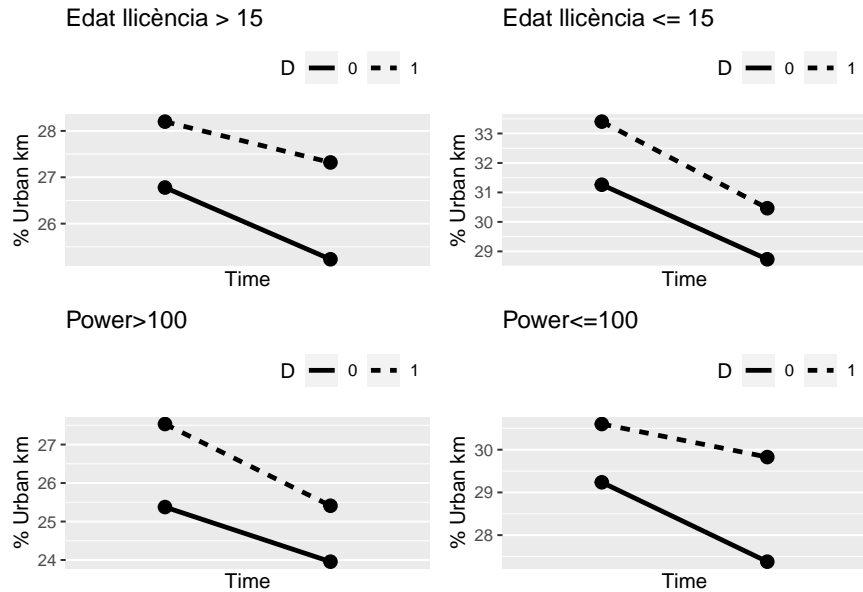 Edat llicència > 15
D 0 1
28
27
26
% Urban km
Time
Edat llicència <= 15
D 0 1
33
32
31
30
29
% Urban km
Time
Power>100
D 0 1
27
26
25
24
% Urban km
Time
Power<=100
D 0 1
30
29
28
% Urban km
Time